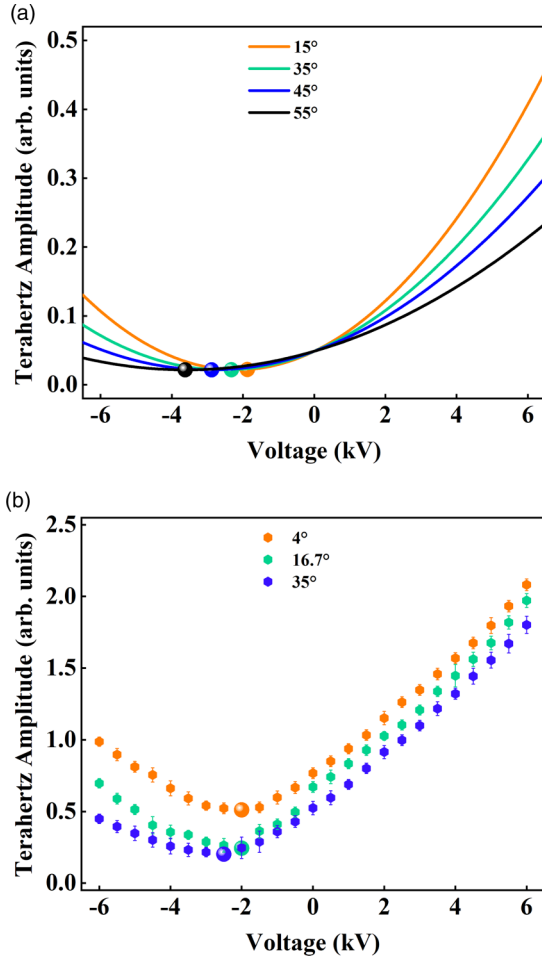 (a)
0.5
0.4
0.3
0.2
0.1
0.0
Terahertz Amplitude (arb. units)
15°
35°
45°
55°
-6 -4 -2 0 2 4 6
Voltage (kV)
(b)
2.5
2.0
1.5
1.0
0.5
0.0
Terahertz Amplitude (arb. units)
4°
16.7°
35°
-6 -4 -2 0 2 4 6
Voltage (kV)